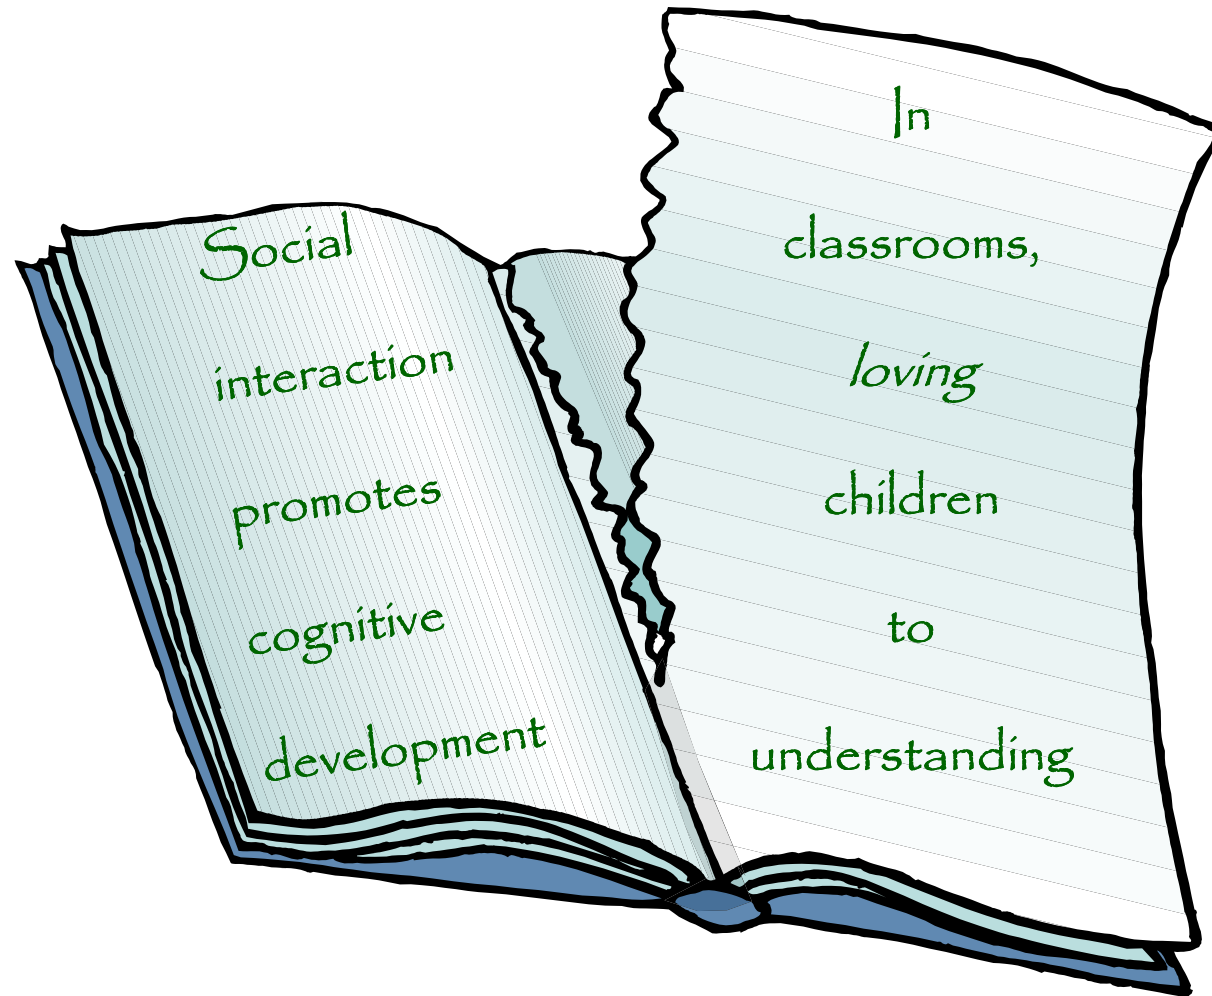 Social
interaction
promotes
cognitive
development
In
classrooms,
loving
children
to
understanding